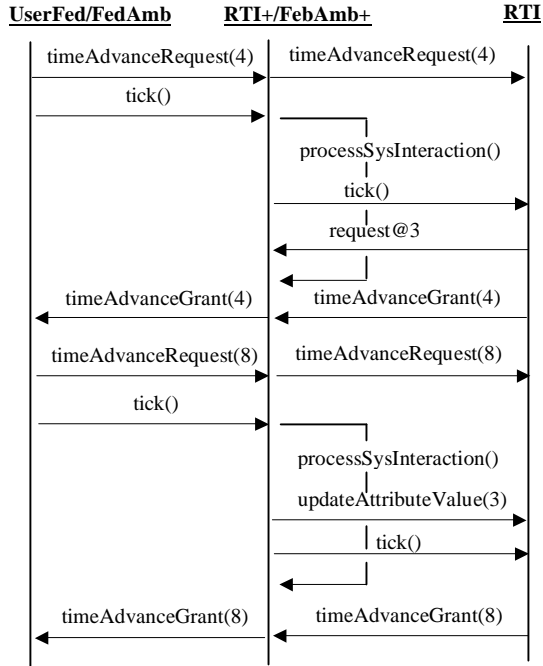 UserFed/FedAmb RTI+/FebAmb+ RTI
timeAdvanceRequest(4) timeAdvanceRequest(4)
tick()
processSysInteraction()
tick()
request@3
timeAdvanceGrant(4) timeAdvanceGrant(4)
timeAdvanceRequest(8) timeAdvanceRequest(8)
tick()
processSysInteraction()
updateAttributeValue(3)
tick()
timeAdvanceGrant(8) timeAdvanceGrant(8)